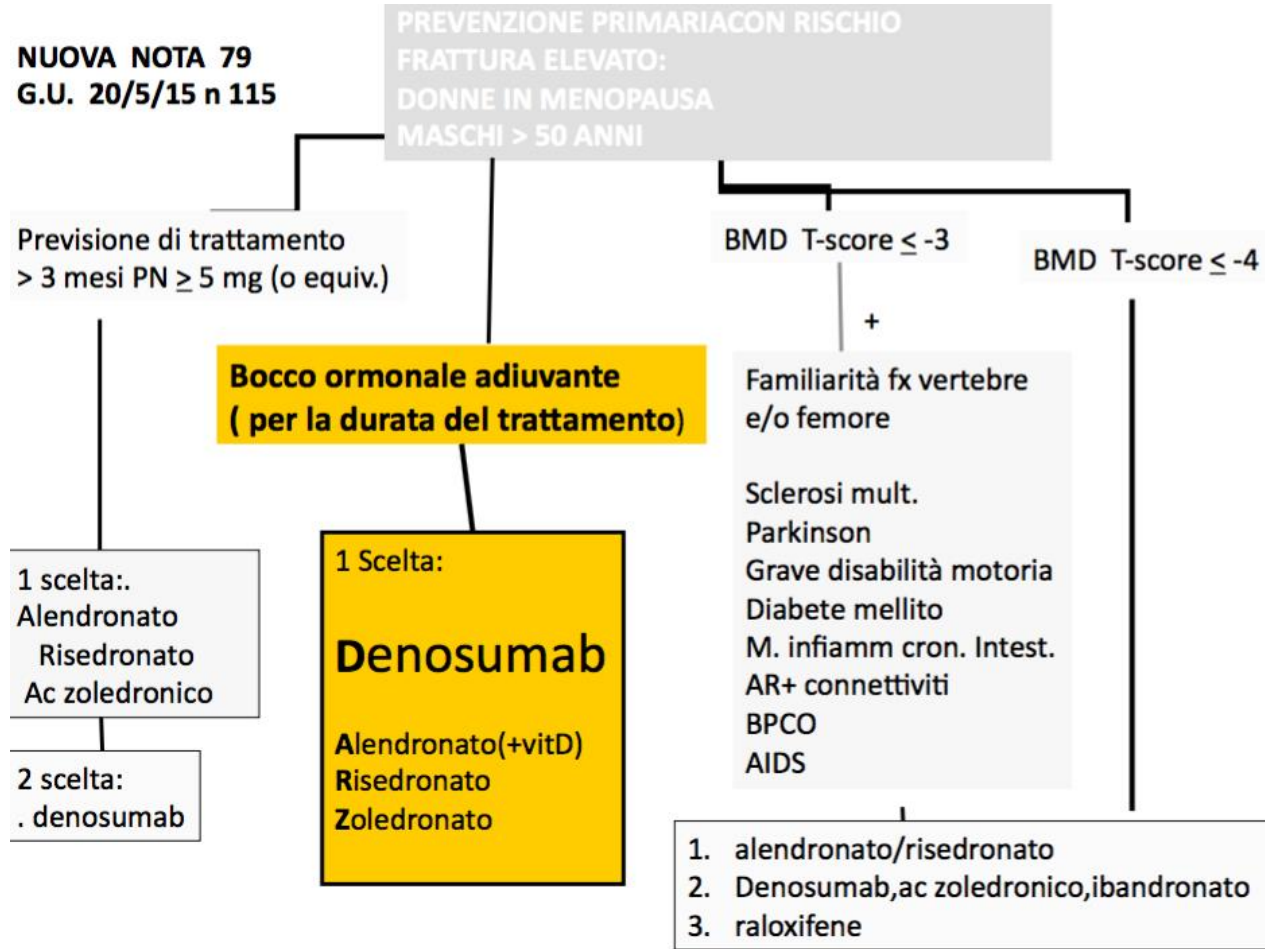 NUOVA NOTA 79
G.U. 20/5/15 n 115
PREVENZIONE PRIMARIACON RISCHIO
FRATTURA ELEVATO:
DONNE IN MENOPAUSA
MASCHI > 50 ANNI
Previsione di trattamento
> 3 mesi PN ≥ 5 mg (o equiv.)
BMD T-score ≤ -3
BMD T-score ≤ -4
+
Bocco ormonale adiuvante
( per la durata del trattamento)
Familiarità fx vertebre
e/o femore
Sclerosi mult.
Parkinson
Grave disabilità motoria
Diabete mellito
M. infiamm cron. Intest.
AR+ connettiviti
BPCO
AIDS
1 scelta:.
Alendronato
Risedronato
Ac zoledronico
2 scelta:
. denosumab
1 Scelta:
Denosumab
Alendronato(+vitD)
Risedronato
Zoledronato
1. alendronato/risedronato
2. Denosumab,ac zoledronico,ibandronato
3. raloxifene